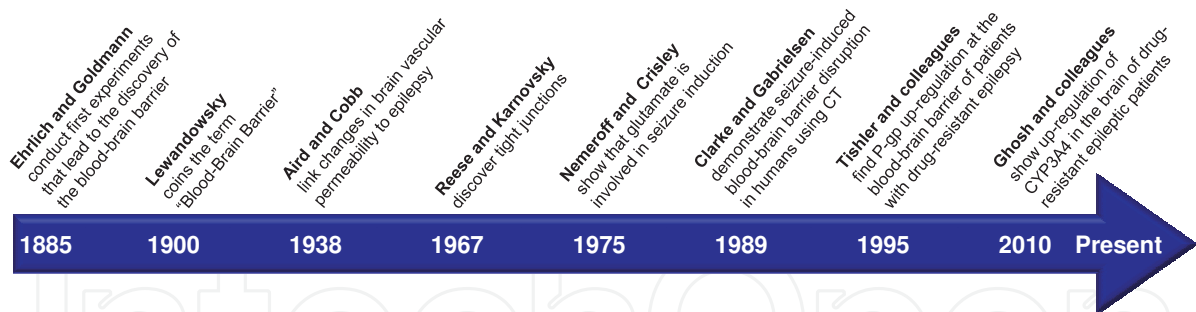 Ehrlich and Goldmann
conduct first experiments
that lead to the discovery of
the blood-brain barrier
Lewandowsky
coins the term
“Blood-Brain Barrier”
Aird and Cobb
link changes in brain vascular
permeability to epilepsy
Reese and Karnovsky
discover tight junctions
Nemeroff and Crisley
show that glutamate is
involved in seizure induction
Clarke and Gabrielsen
demonstrate seizure-induced
blood-brain barrier disruption
in humans using CT
Tishler and colleagues
find P-gp up-regulation at the
blood-brain barrier of patients
with drug-resistant epilepsy
Ghosh and colleagues
show up-regulation of
CYP3A4 in the brain of drug-
resistant epileptic patients
1885 1900 1938 1967 1975 1989 1995 2010 Present
IntechOpen